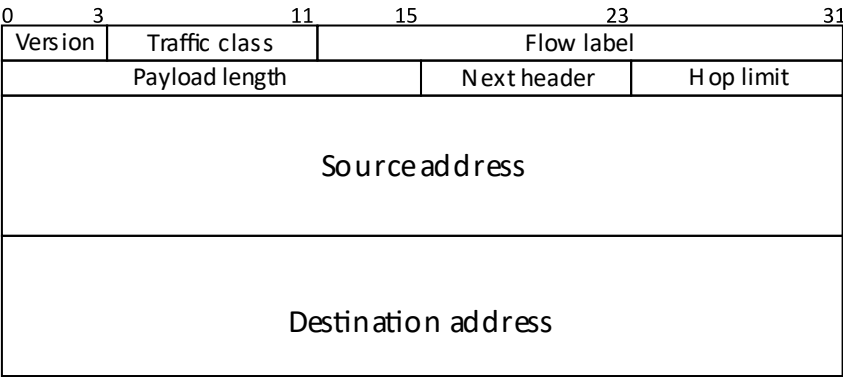 0 3 11 15 23 31
Version Traffic class Flow label
Payload length Next header Hop limit
Source address
Destination address